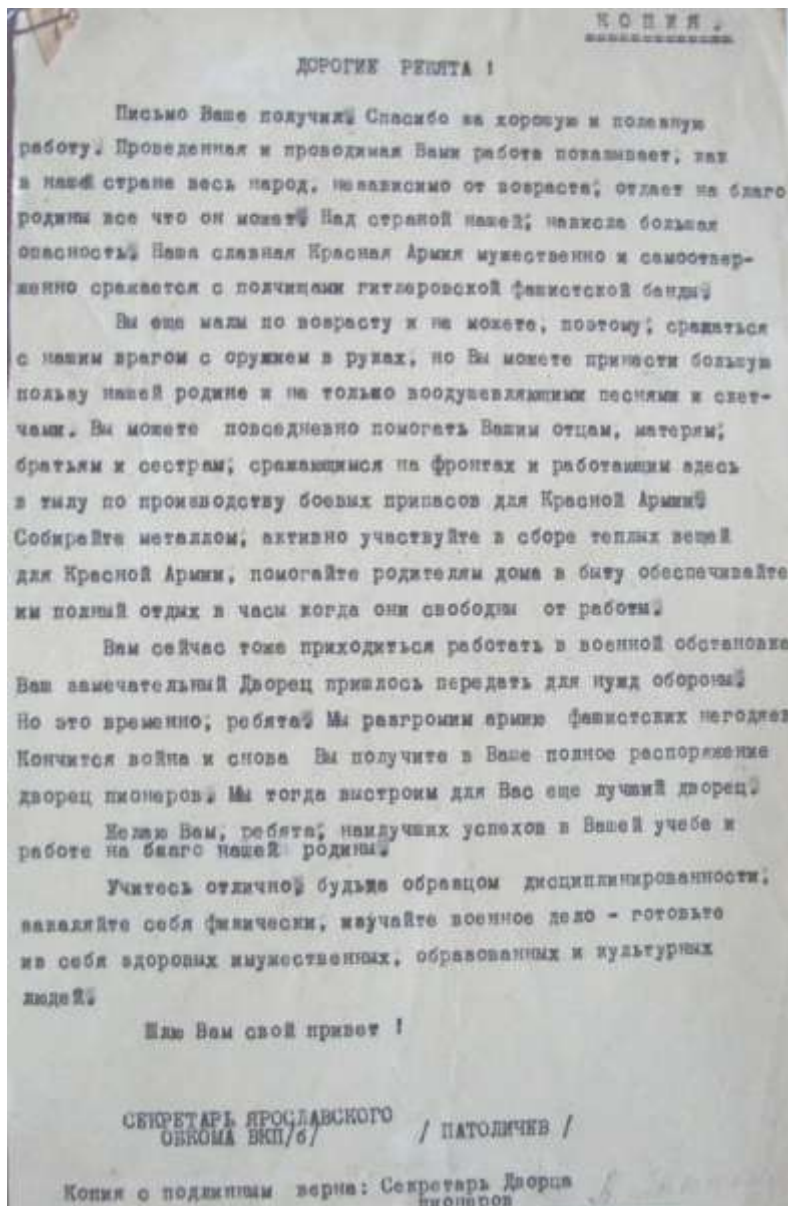 КОПИЯ.
ДОРОГИЕ РЕБЯТА !
Письмо Ваше получил. Спасибо за хорошую и полезную
работу. Проведенная и проводимая Вами работа показывает, как
в нашей стране весь народ, независимо от возраста, отдает на благо
родины все что он может. Над страной нашей, нависла большая
опасность. Наша славная Красная Армия мужественно и самоотвер-
женно сражается с полчищами гитлеровской фашистской банды.
Вы еще малы по возрасту и не можете, поэтому, сражаться
с нашим врагом с оружием в руках, но Вы можете принести большую
пользу нашей родине и не только воодушевляющими песнями и свет-
чами. Вы можете повседневно помогать Вашим отцам, матерям,
братьям и сестрам, сражающимся на фронтах и работающим здесь
в тылу по производству боевых припасов для Красной Армии.
Собирайте металлом, активно участвуйте в сборе теплых вещей
для Красной Армии, помогайте родителям дома в быту обеспечивайте
им полный отдых в часы когда они свободны от работы.
Вам сейчас тоже приходиться работать в военной обстановке
Ваш замечательный Дворец пришлось передать для нужд обороны.
Но это временно, ребята. Мы разгромим армию фашистских негодяев
Кончится война и снова Вы получите в Ваше полное распоряжение
дворец пионеров. Мы тогда выстроим для Вас еще лучший дворец.
Желаю Вам, ребята, наилучших успехов в Вашей учебе и
работе на благо нашей родины.
Учитесь отлично, будьте образцом дисциплинированности,
закаляйте себя физически, изучайте военное дело - готовьте
из себя здоровых имужественных, образованных и культурных
людей.
Шлю Вам свой привет !
СЕКРЕТАРЬ ЯРОСЛАВСКОГО
ОБКОМА ВКП/б/ / ПАТОЛИЧЕВ /
Копия с подлинным верна: Секретарь Дворца
пионеров